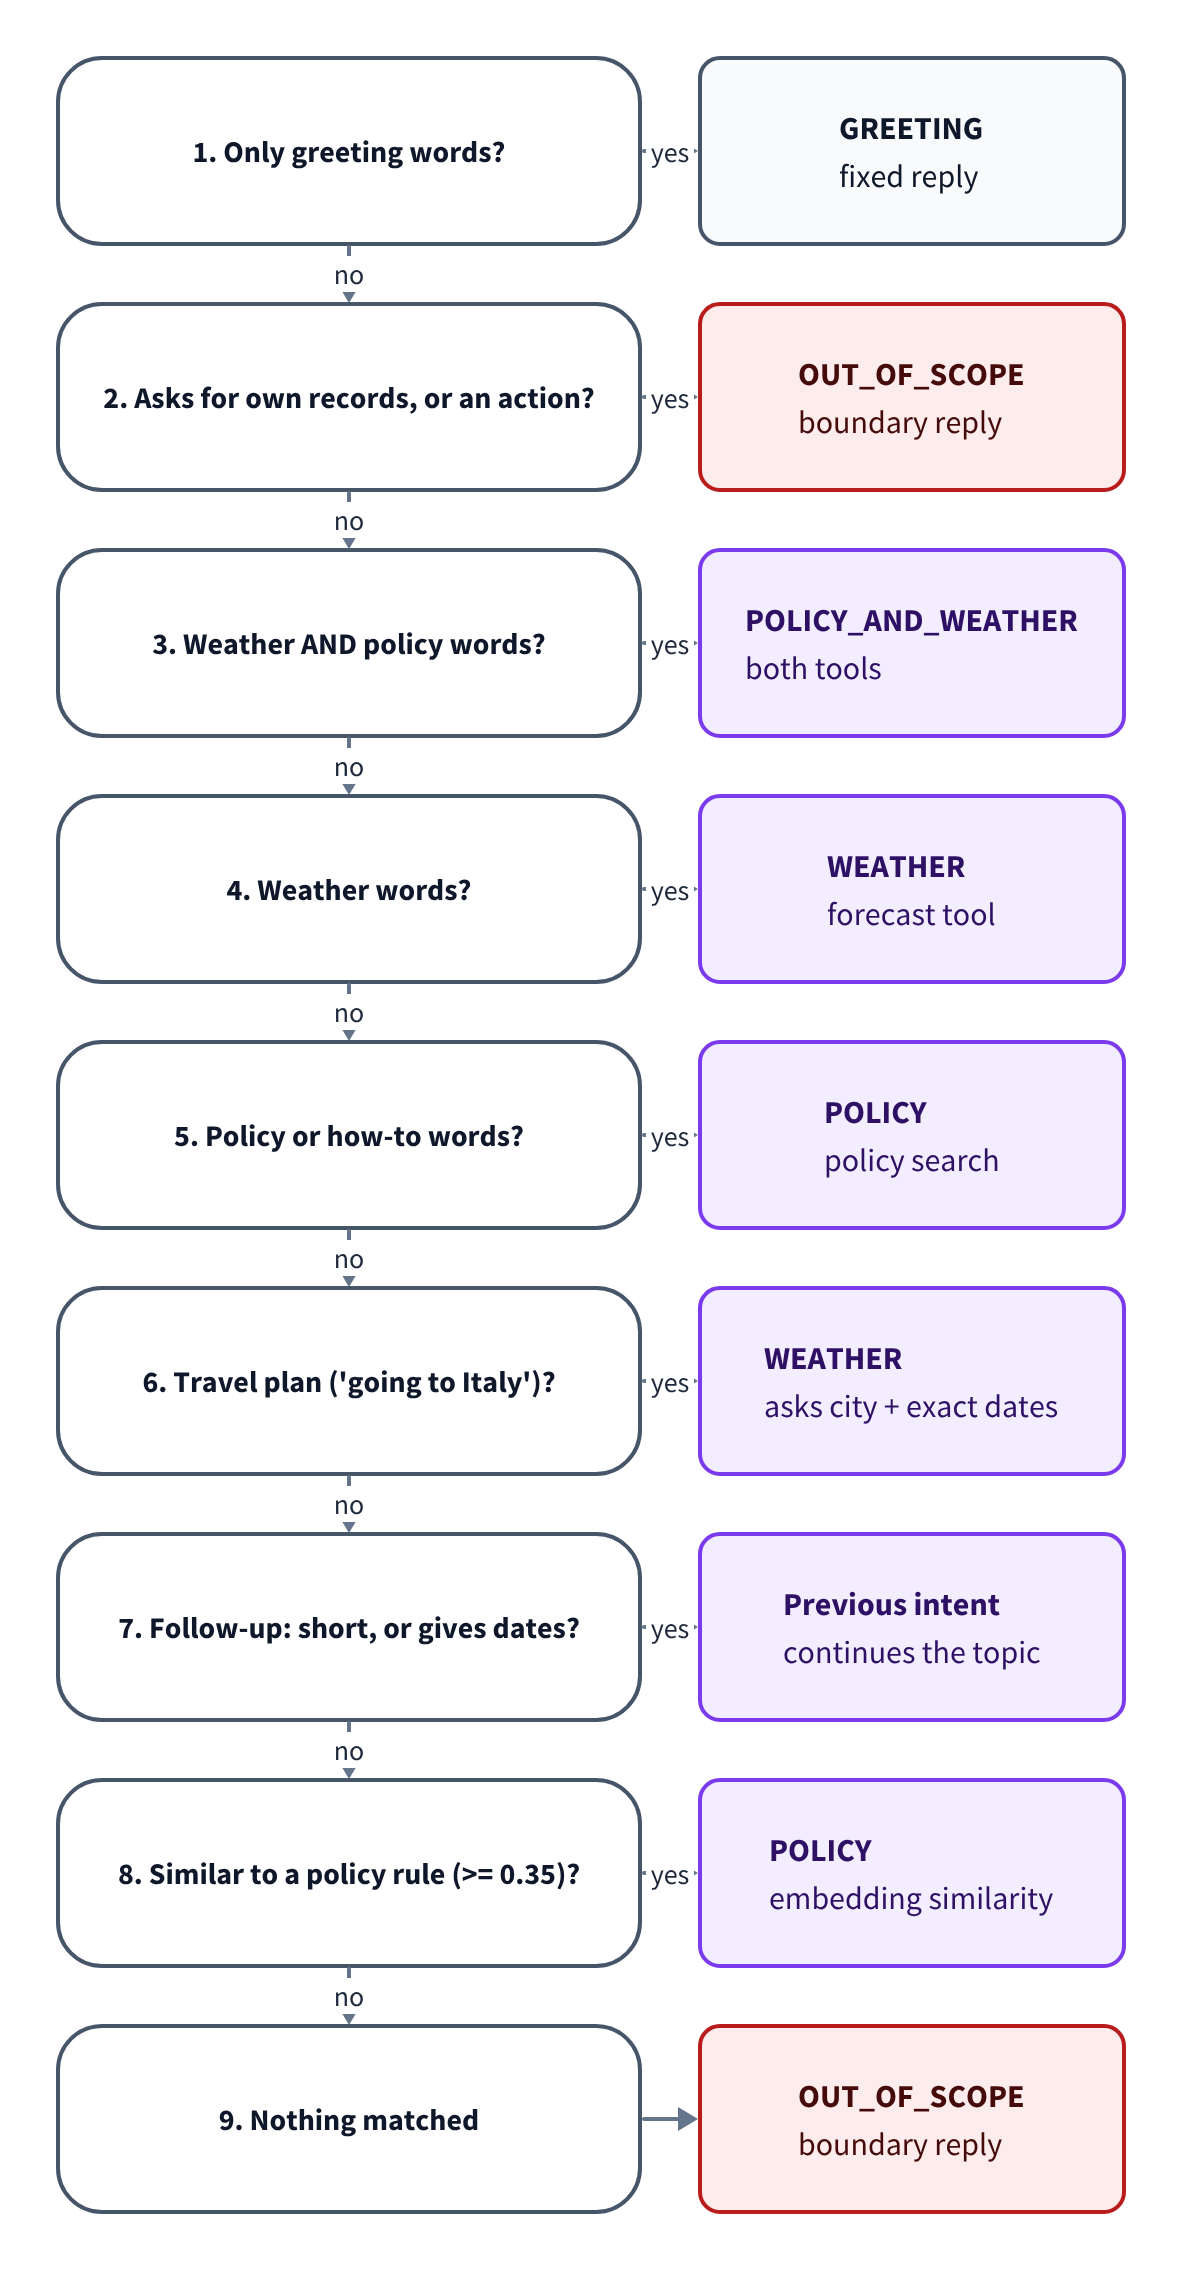 1. Only greeting words?
yes
GREETING
fixed reply
no
2. Asks for own records, or an action?
yes
OUT_OF_SCOPE
boundary reply
no
3. Weather AND policy words?
yes
POLICY_AND_WEATHER
both tools
no
4. Weather words?
yes
WEATHER
forecast tool
no
5. Policy or how-to words?
yes
POLICY
policy search
no
6. Travel plan ('going to Italy')?
yes
WEATHER
asks city + exact dates
no
7. Follow-up: short, or gives dates?
yes
Previous intent
continues the topic
no
8. Similar to a policy rule (>= 0.35)?
yes
POLICY
embedding similarity
no
9. Nothing matched
OUT_OF_SCOPE
boundary reply